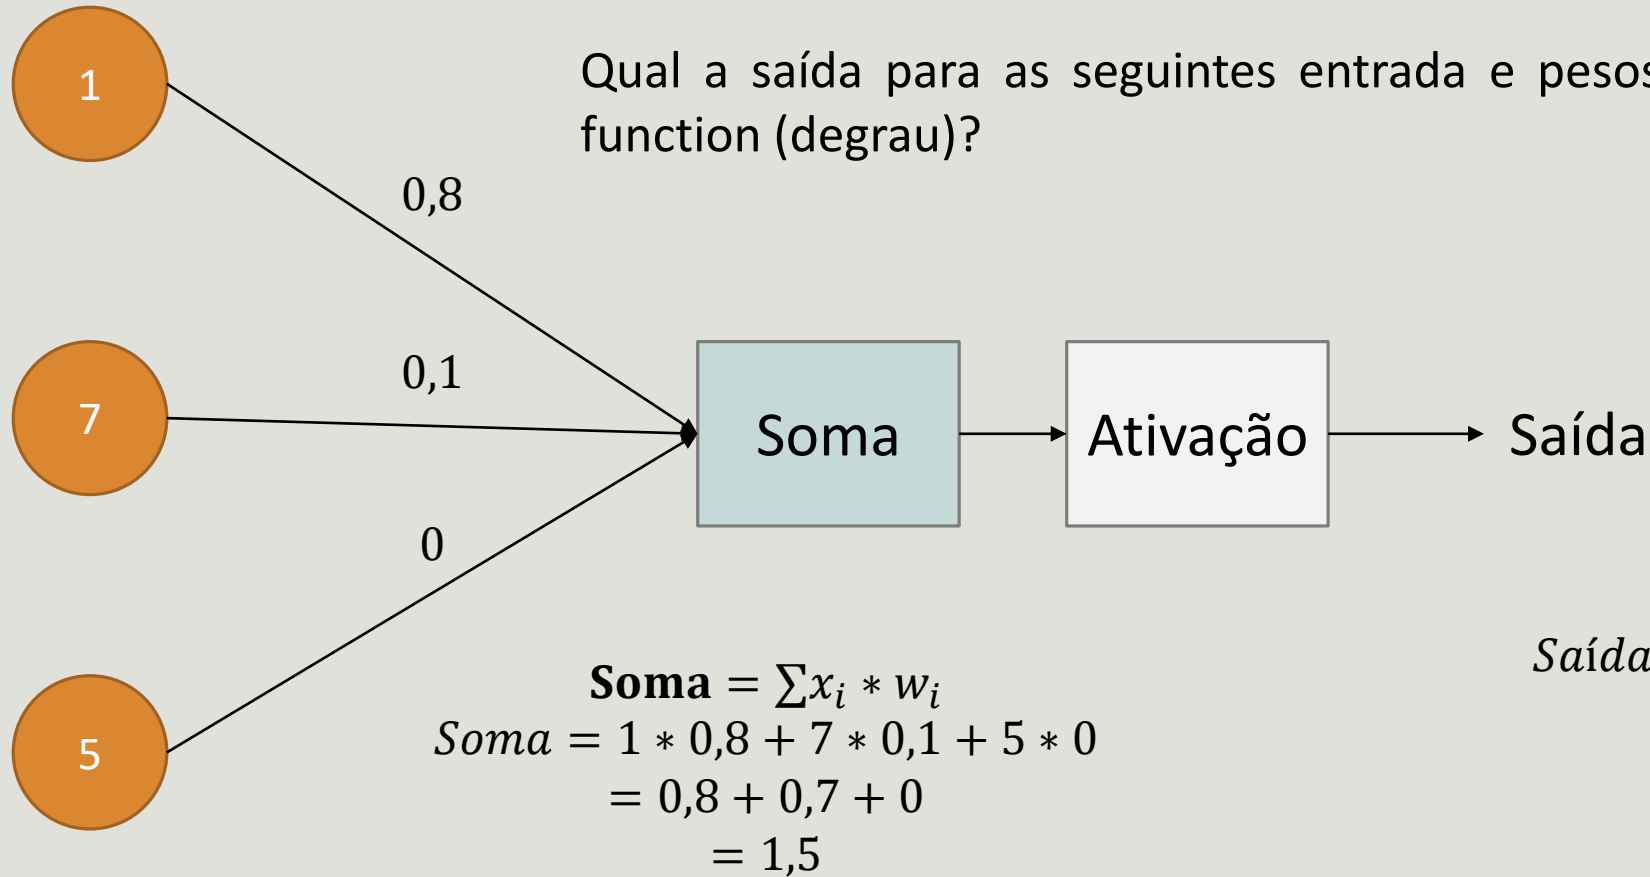 1
Qual a saída para as seguintes entrada e pesos
function (degrau)?
0,8
7
0,1
Soma
Ativação
Saída
0
5
Saída
Soma = ∑xᵢ * wᵢ
Soma = 1 * 0,8 + 7 * 0,1 + 5 * 0
= 0,8 + 0,7 + 0
= 1,5